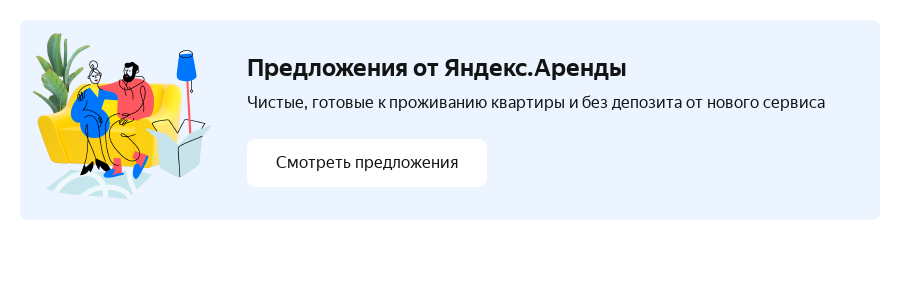 Предложения от Яндекс.Аренды
Чистые, готовые к проживанию квартиры и без депозита от нового сервиса
Смотреть предложения